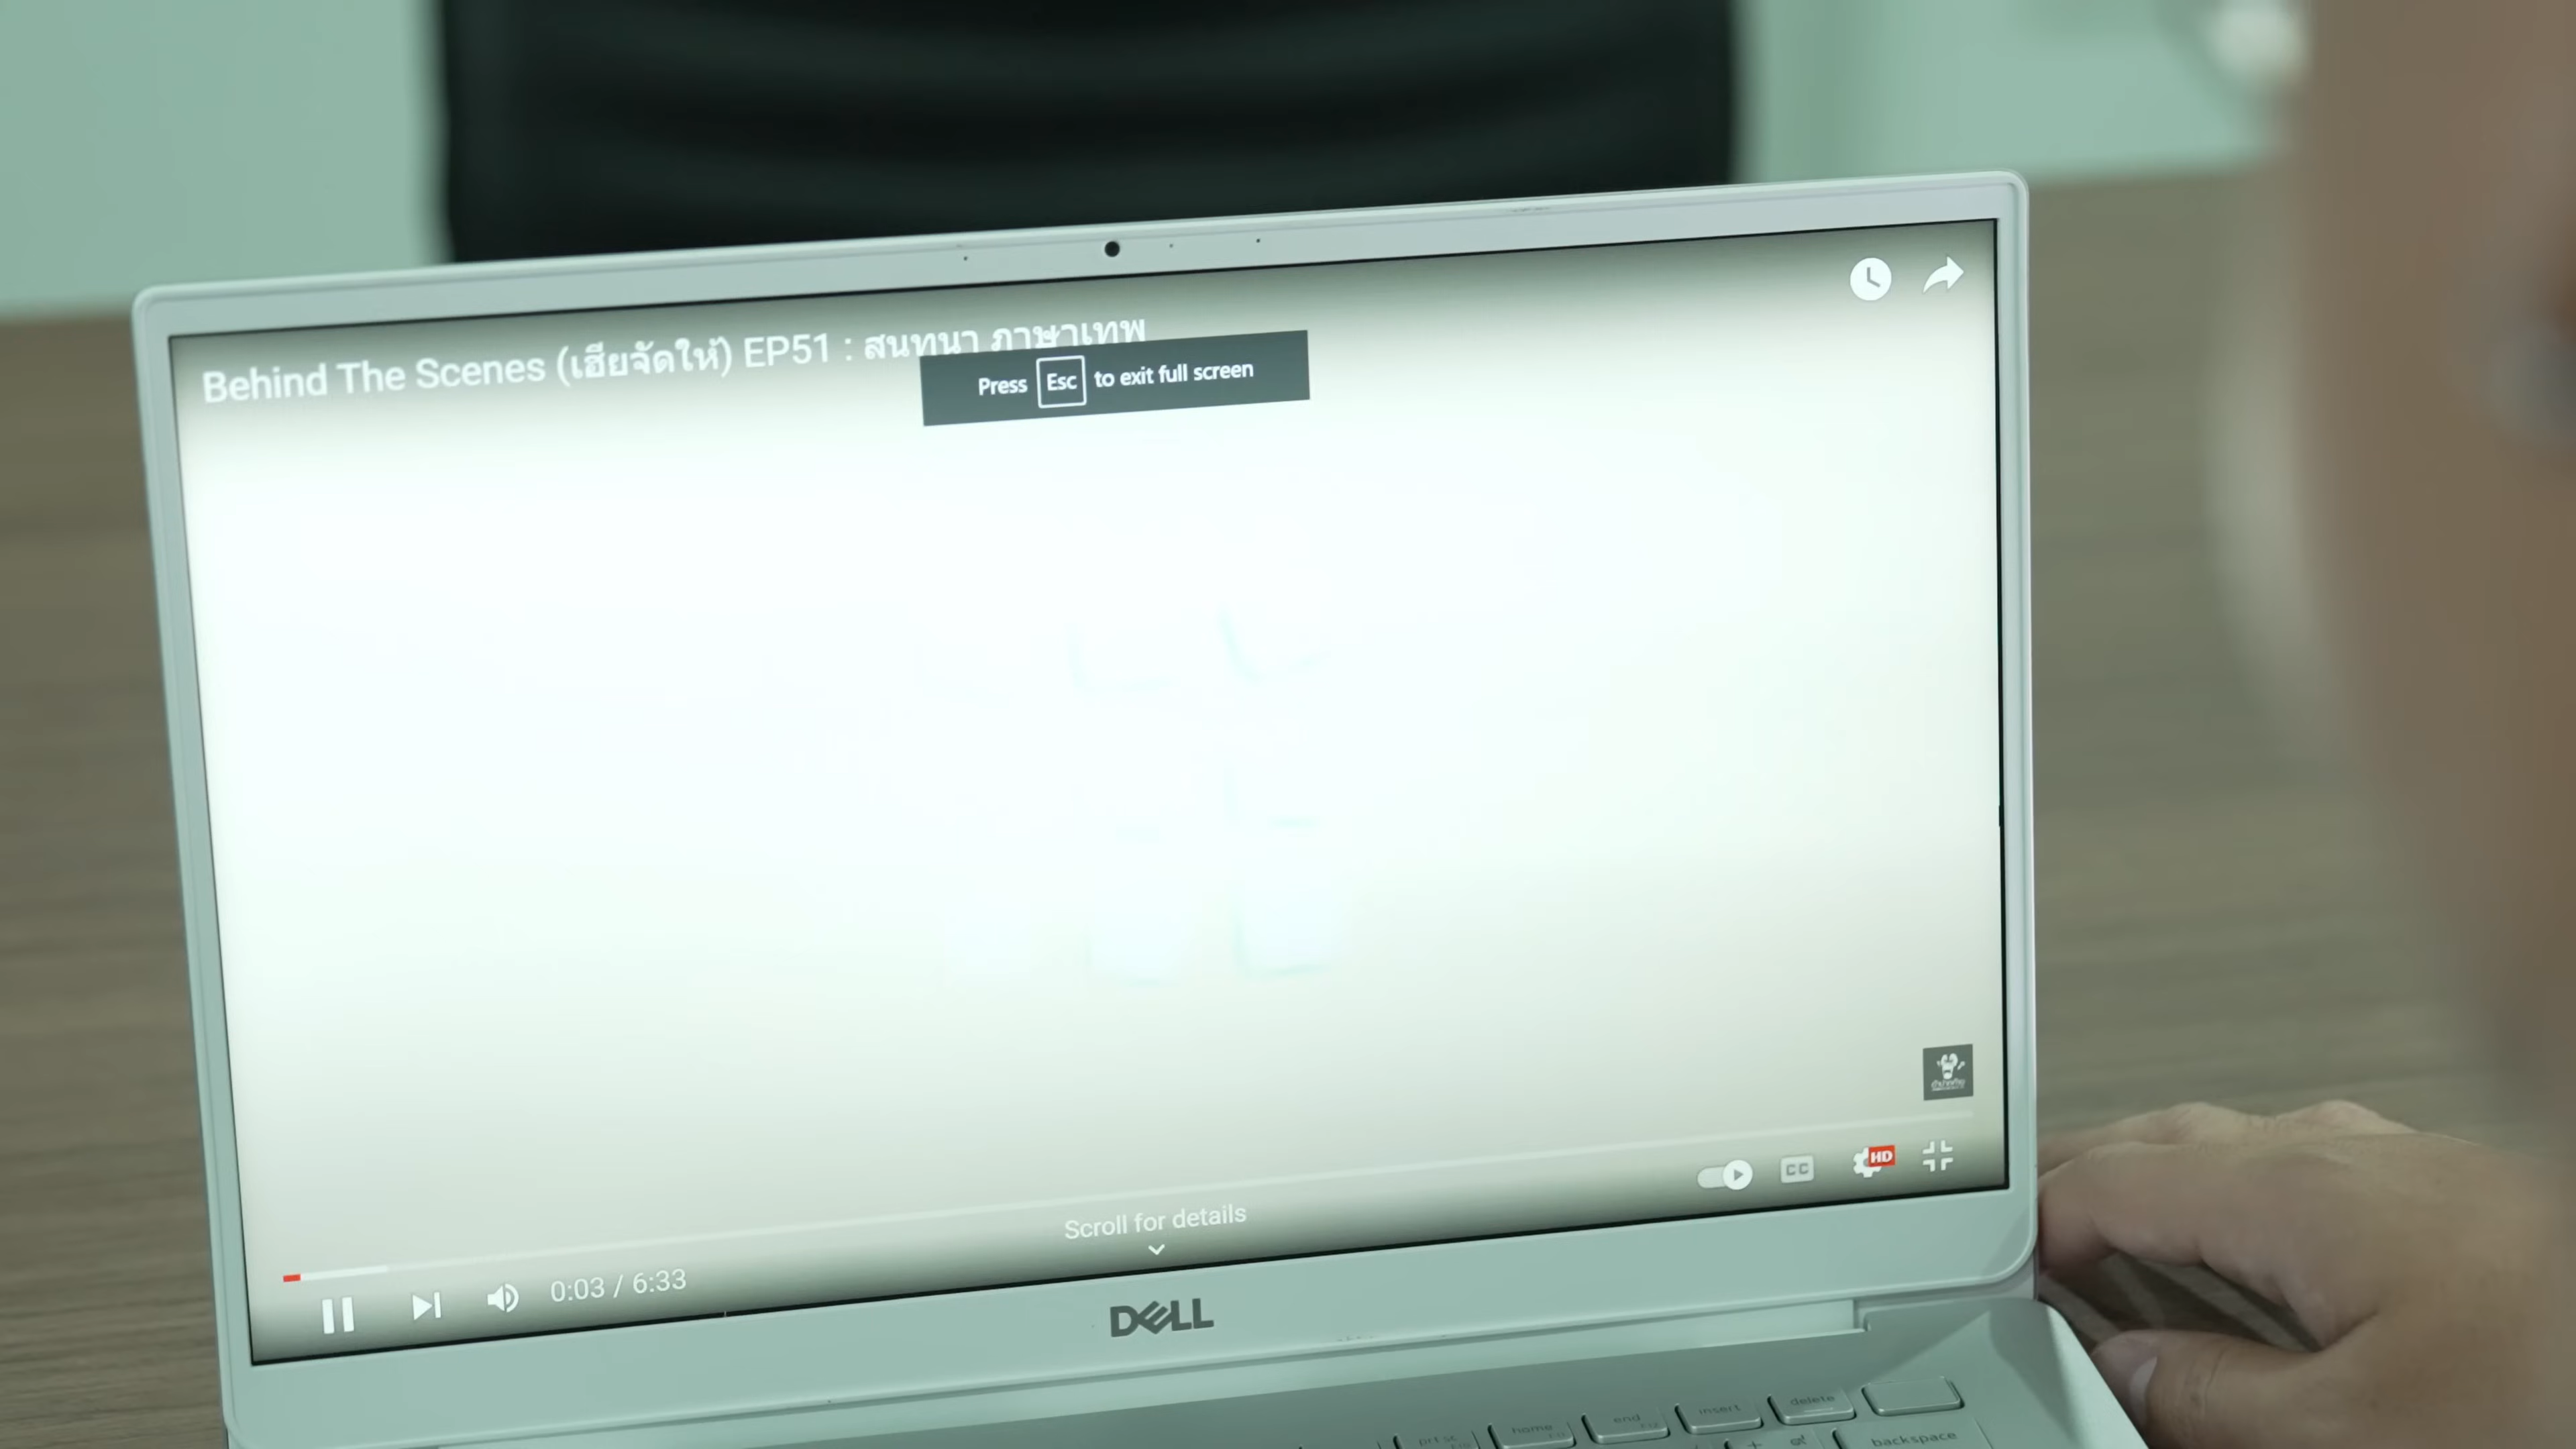 Behind The Scenes (เฮียจัดให้) EP51 : สนทนา ภาษาเทพ
Press Esc to exit full screen
HD
CC
Scroll for details
0:03 / 6:33
DELL
prt sc
home
end
insert
delete
backspace